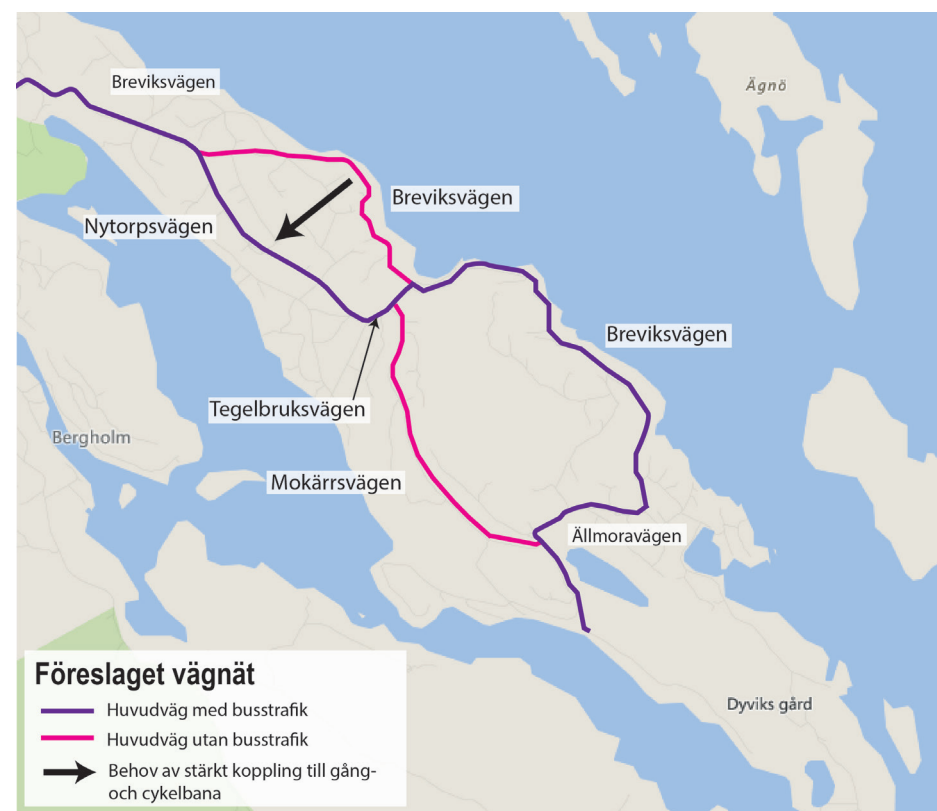 Breviksvägen
Ägnö
Breviksvägen
Nytorpsvägen
Breviksvägen
Tegelbruksvägen
Bergholm
Mokärrsvägen
Ällmoravägen
Dyviks gård
Föreslaget vägnät
Huvudväg med busstrafik
Huvudväg utan busstrafik
Behov av stärkt koppling till gång-
och cykelbana